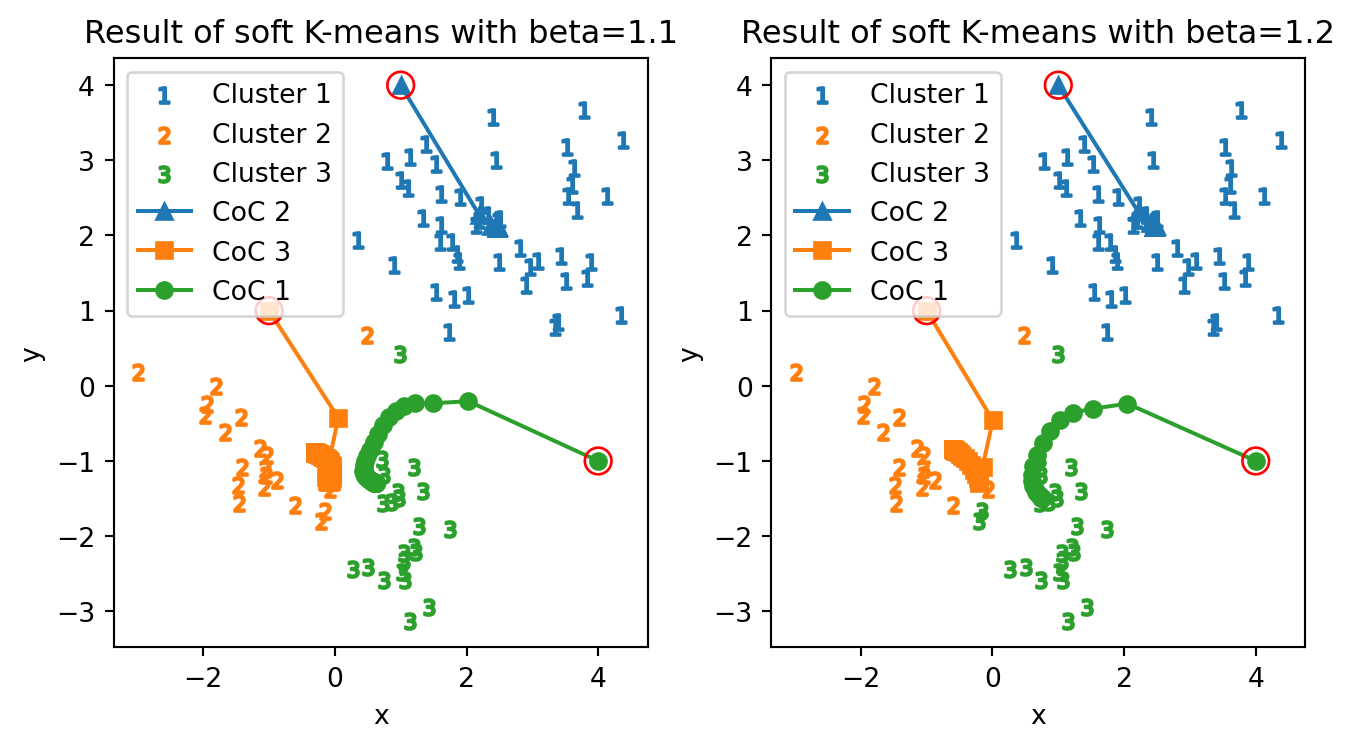 Result of soft K-means with beta=1.1
Cluster 1
Cluster 2
Cluster 3
CoC 2
CoC 3
CoC 1
4
3
2
1
0
−1
−2
−3
y
−2 0 2 4
x
Result of soft K-means with beta=1.2
Cluster 1
Cluster 2
Cluster 3
CoC 2
CoC 3
CoC 1
4
3
2
1
0
−1
−2
−3
y
−2 0 2 4
x